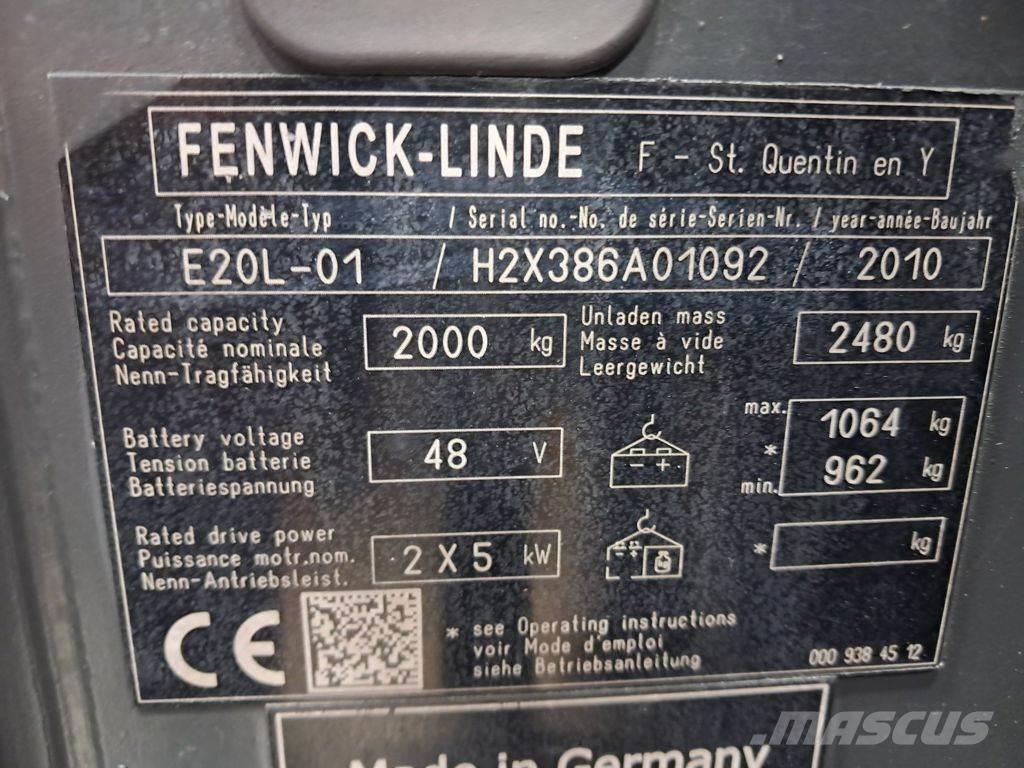 FENWICK-LINDE F - St. Quentin en Y
Type-Modèle-Typ / Serial no.-No. de série-Serien-Nr. / year-année-Baujahr
E20L-01 / H2X386A01092 / 2010
Rated capacity
Capacité nominale
Nenn-Tragfähigkeit
2000 kg
Unladen mass
Masse à vide
Leergewicht
2480 kg
Battery voltage
Tension batterie
Batteriespannung
48 V
- +
max. 1064 kg
*
min. 962 kg
Rated drive power
Puissance motr.nom.
Nenn-Antriebsleist.
2 X 5 kW
* kg
CE
* see Operating instructions
voir Mode d'emploi
siehe Betriebsanleitung
000 938 45 12
Made in Germany
MASCUS